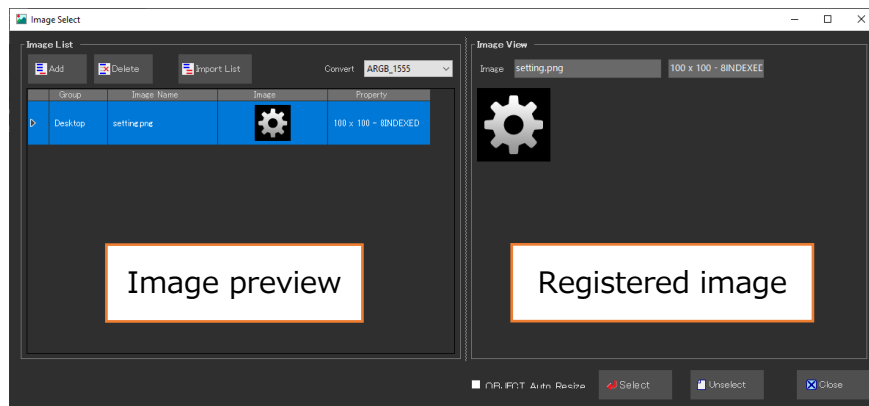 Image Select
Image List
Add
Delete
Import List
Convert
ARGB_1555
Group
Image Name
Image
Property
Desktop
setting.png
100 x 100 - 8INDEXED
Image preview
Image View
Image
setting.png
100 x 100 - 8INDEXED
Registered image
OBJECT Auto Resize
Select
Unselect
Close